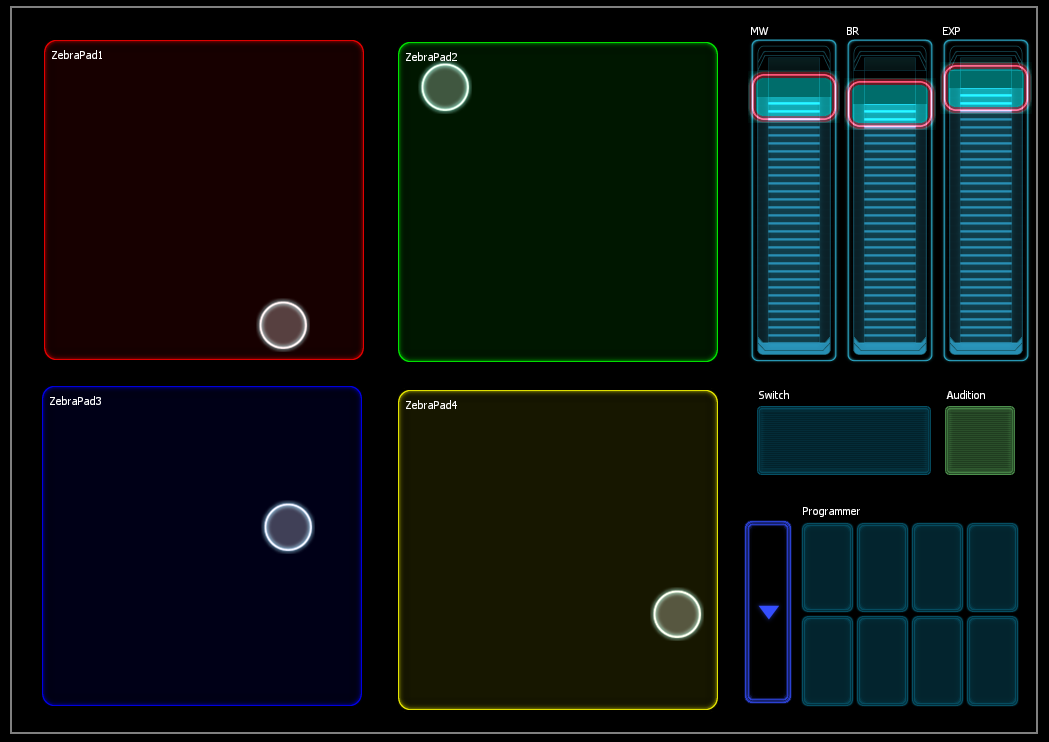 ZebraPad1
ZebraPad2
MW
BR
EXP
ZebraPad3
ZebraPad4
Switch
Audition
Programmer